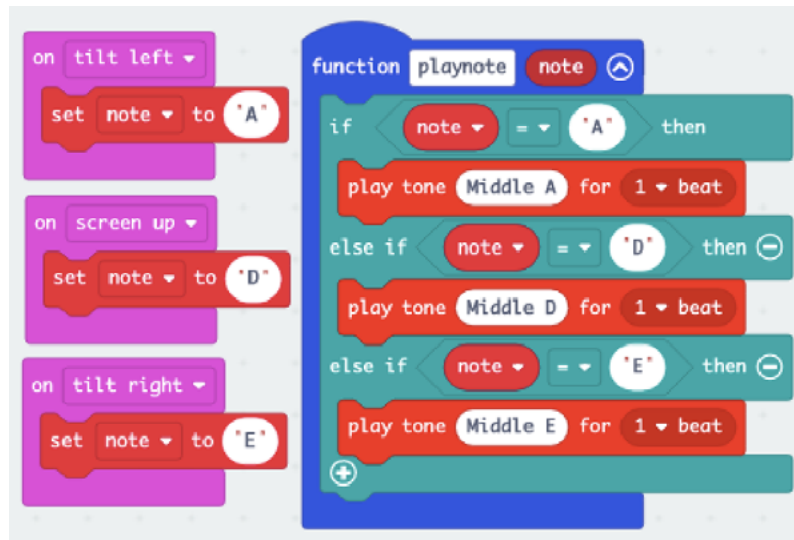 on tilt left
set note to "A"
on screen up
set note to "D"
on tilt right
set note to "E"
function playnote note
if note = "A" then
play tone Middle A for 1 beat
else if note = "D" then
play tone Middle D for 1 beat
else if note = "E" then
play tone Middle E for 1 beat